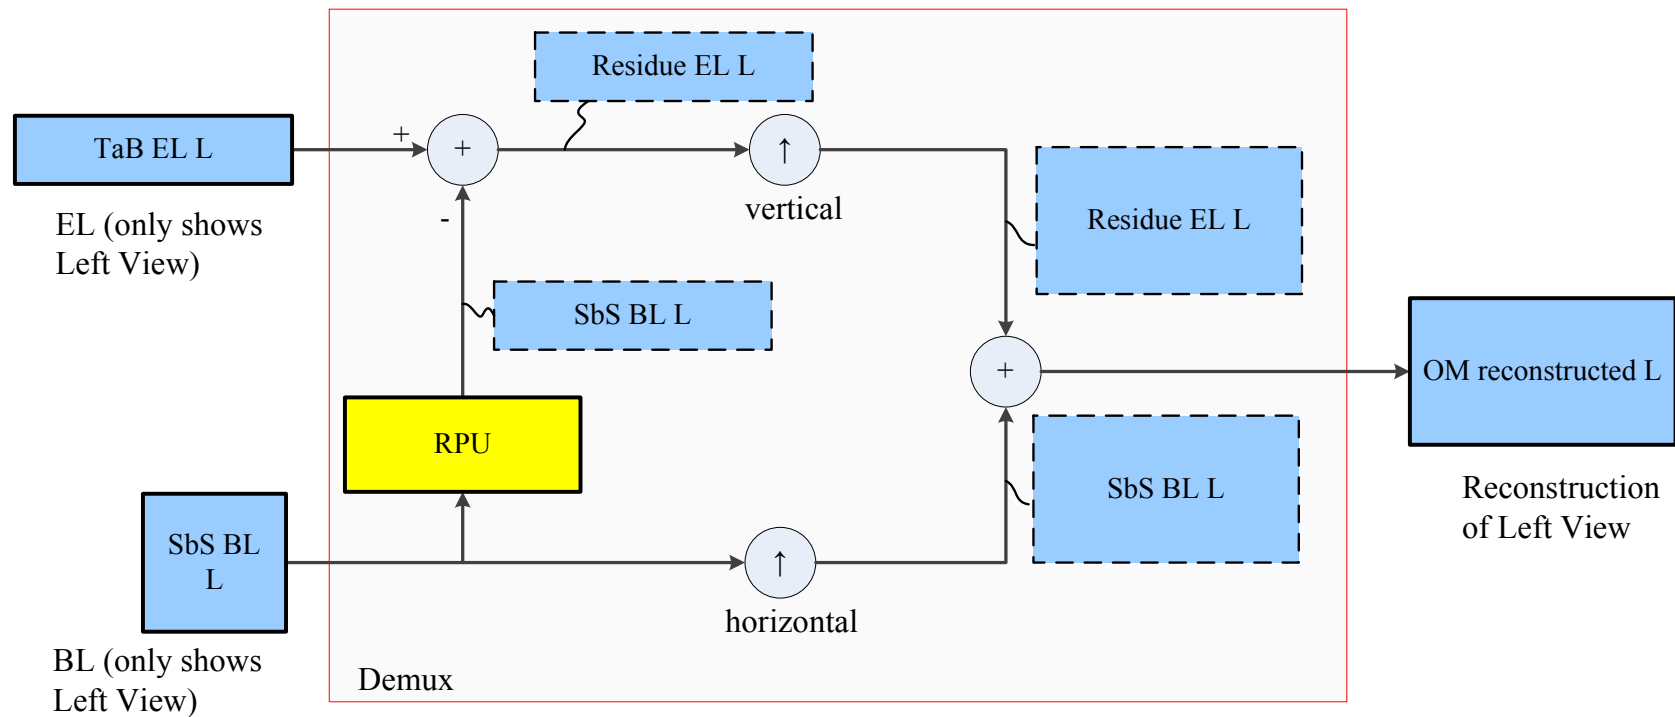 Residue EL L
TaB EL L
+
+
↑
EL (only shows
Left View)
-
vertical
Residue EL L
SbS BL L
+
OM reconstructed L
RPU
SbS BL L
SbS BL
L
↑
horizontal
Reconstruction
of Left View
BL (only shows
Left View)
Demux